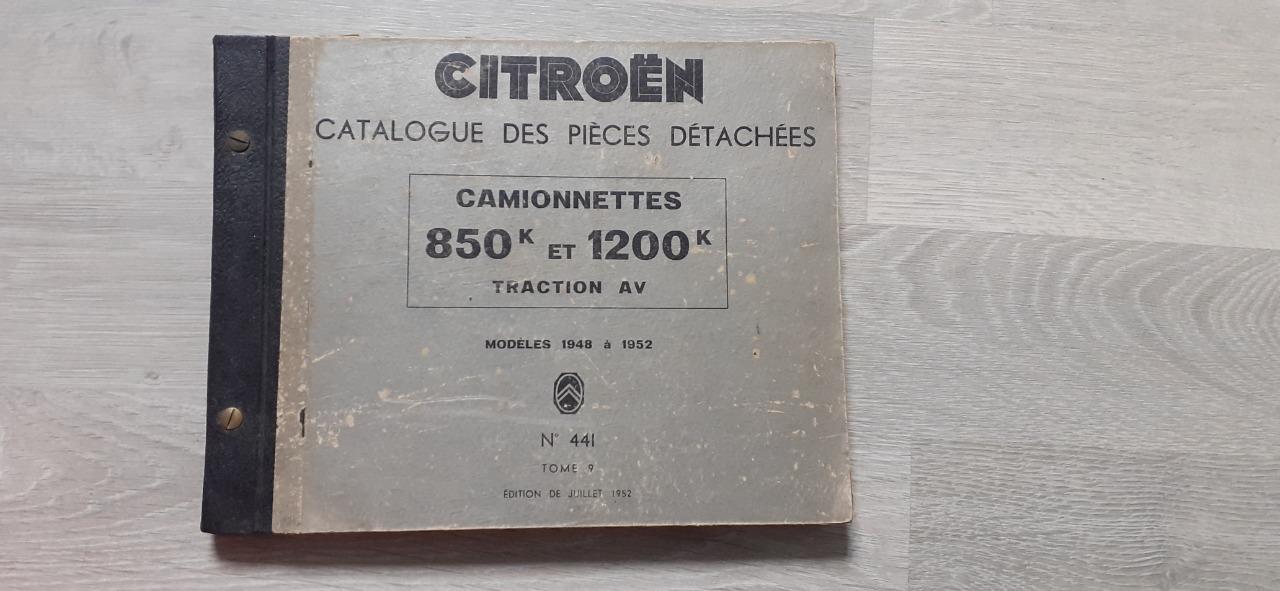 CITROËN
CATALOGUE DES PIÈCES DÉTACHÉES
CAMIONNETTES
850K ET 1200K
TRACTION AV
MODÈLES 1948 à 1952
N° 441
TOME 9
ÉDITION DE JUILLET 1952